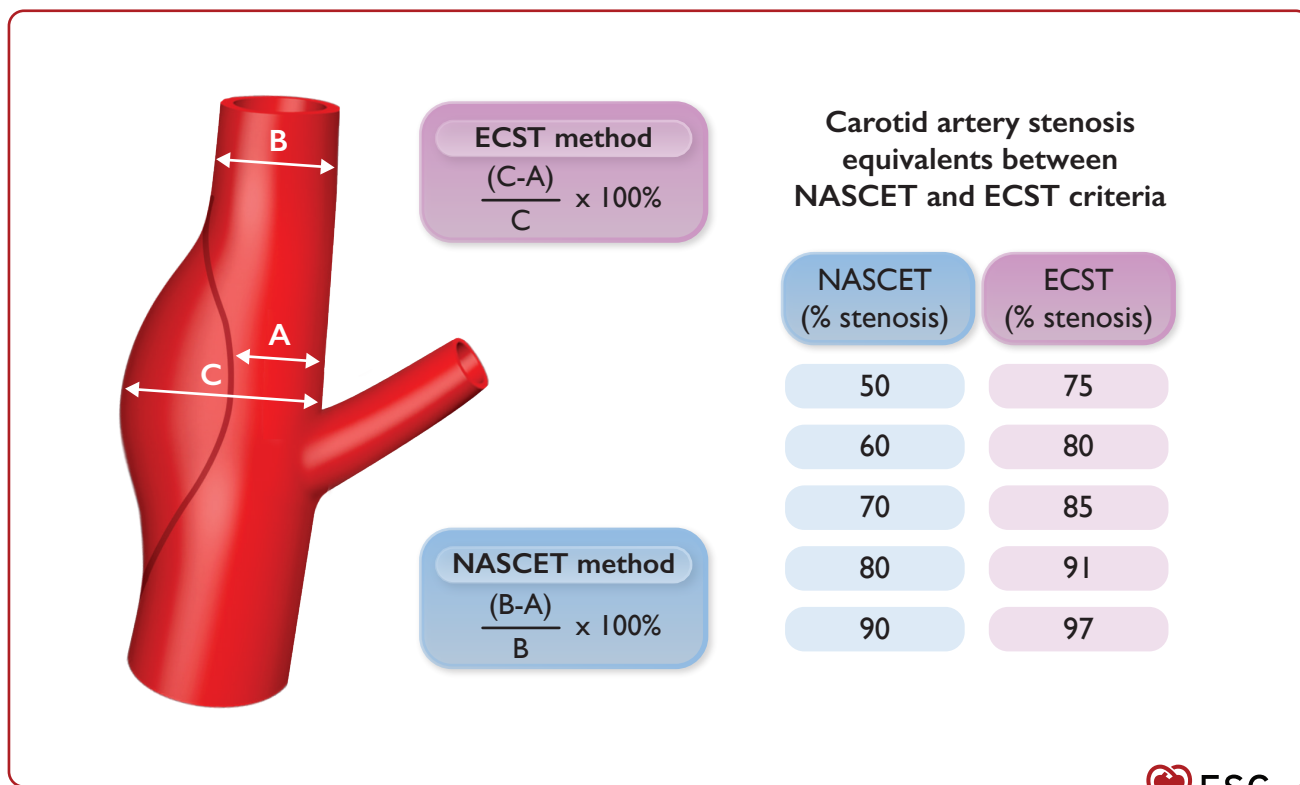 B
A
C
ECST method
(C-A)
C
x 100%
NASCET method
(B-A)
B
x 100%
Carotid artery stenosis
equivalents between
NASCET and ECST criteria
NASCET
(% stenosis)
ECST
(% stenosis)
50 75
60 80
70 85
80 91
90 97